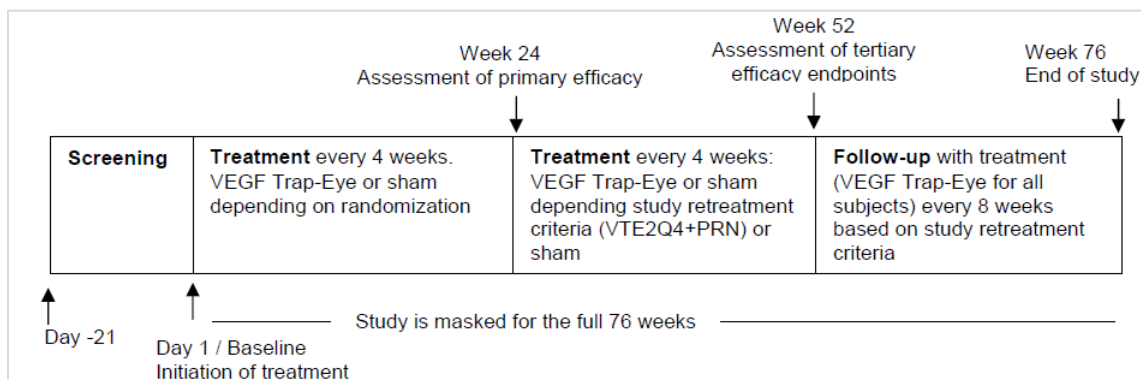 Week 24
Assessment of primary efficacy
Week 52
Assessment of tertiary
efficacy endpoints
Week 76
End of study
Screening
Treatment every 4 weeks.
VEGF Trap-Eye or sham
depending on randomization
Treatment every 4 weeks:
VEGF Trap-Eye or sham
depending study retreatment
criteria (VTE2Q4+PRN) or
sham
Follow-up with treatment
(VEGF Trap-Eye for all
subjects) every 8 weeks
based on study retreatment
criteria
Day -21
Day 1 / Baseline
Initiation of treatment
Study is masked for the full 76 weeks